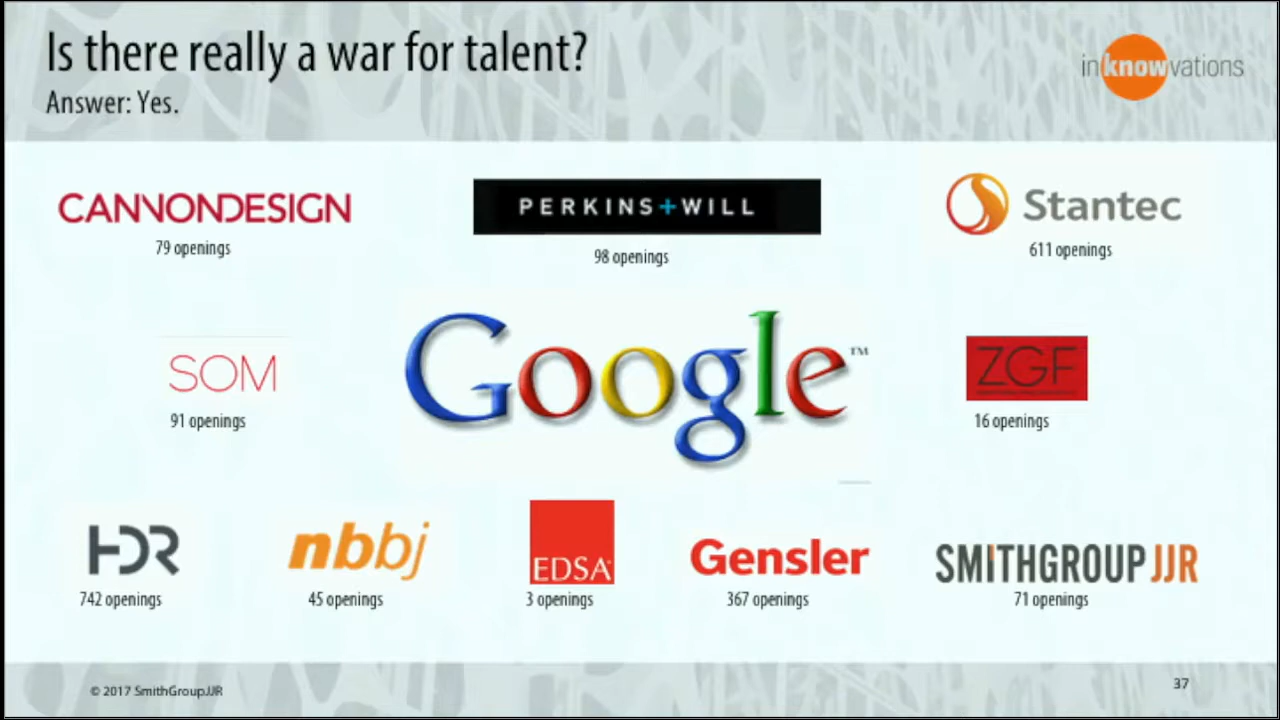 Is there really a war for talent?
Answer: Yes.
inknowvations
CANNONDESIGN
79 openings
PERKINS+WILL
98 openings
Stantec
611 openings
SOM
91 openings
Google™
ZGF
16 openings
HDR
742 openings
nbbj
45 openings
EDSA
3 openings
Gensler
367 openings
SMITHGROUP JJR
71 openings
© 2017 SmithGroupJJR
37